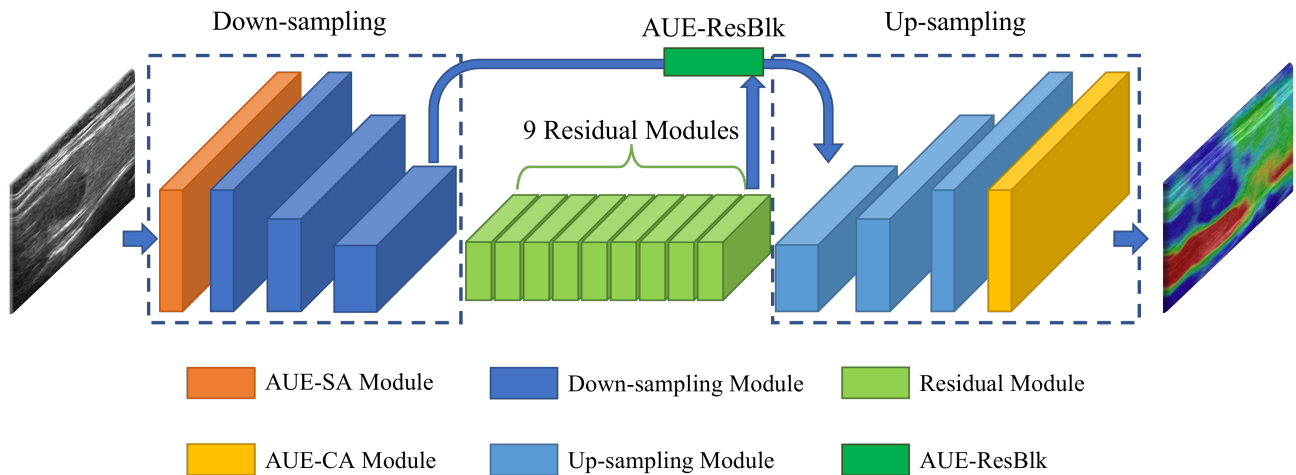 Down-sampling
AUE-ResBlk
Up-sampling
9 Residual Modules
AUE-SA Module
Down-sampling Module
Residual Module
AUE-CA Module
Up-sampling Module
AUE-ResBlk